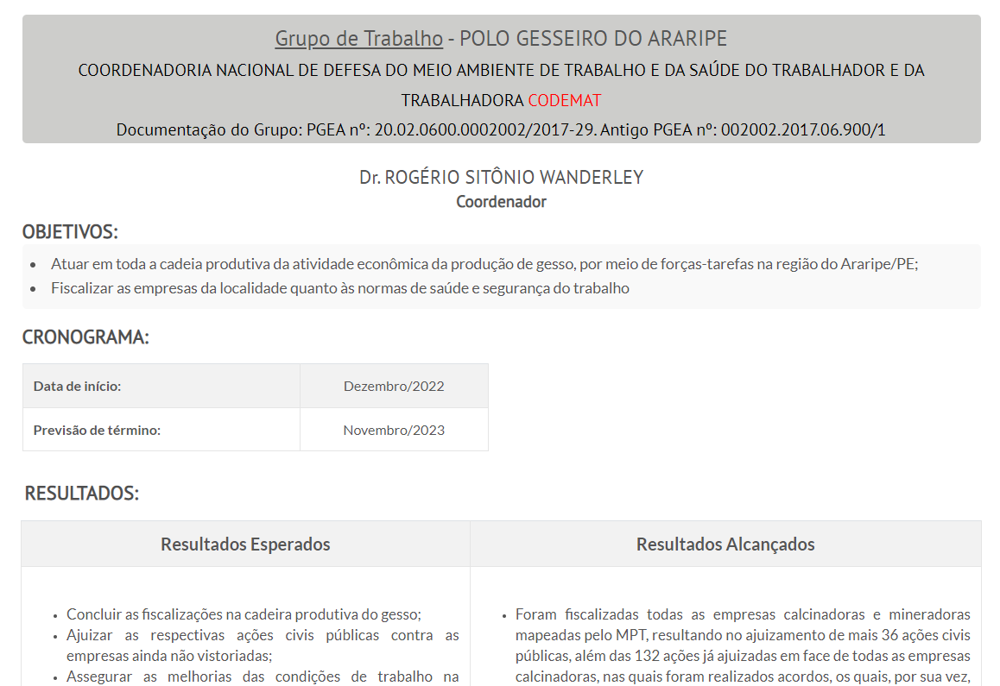 Grupo de Trabalho - POLO GESSEIRO DO ARARIPE
COORDENADORIA NACIONAL DE DEFESA DO MEIO AMBIENTE DE TRABALHO E DA SAÚDE DO TRABALHADOR E DA
TRABALHADORA CODEMAT
Documentação do Grupo: PGEA nº: 20.02.0600.0002002/2017-29. Antigo PGEA nº: 002002.2017.06.900/1
Dr. ROGÉRIO SITÔNIO WANDERLEY
Coordenador
OBJETIVOS:
• Atuar em toda a cadeia produtiva da atividade econômica da produção de gesso, por meio de forças-tarefas na região do Araripe/PE;
• Fiscalizar as empresas da localidade quanto às normas de saúde e segurança do trabalho
CRONOGRAMA:
Data de início: Dezembro/2022
Previsão de término: Novembro/2023
RESULTADOS:
Resultados Esperados
• Concluir as fiscalizações na cadeira produtiva do gesso;
• Ajuizar as respectivas ações civis públicas contra as
empresas ainda não vistoriadas;
• Assegurar as melhorias das condições de trabalho na
Resultados Alcançados
• Foram fiscalizadas todas as empresas calcinadoras e mineradoras
mapeadas pelo MPT, resultando no ajuizamento de mais 36 ações civis
públicas, além das 132 ações já ajuizadas em face de todas as empresas
calcinadoras, nas quais foram realizados acordos, os quais, por sua vez,